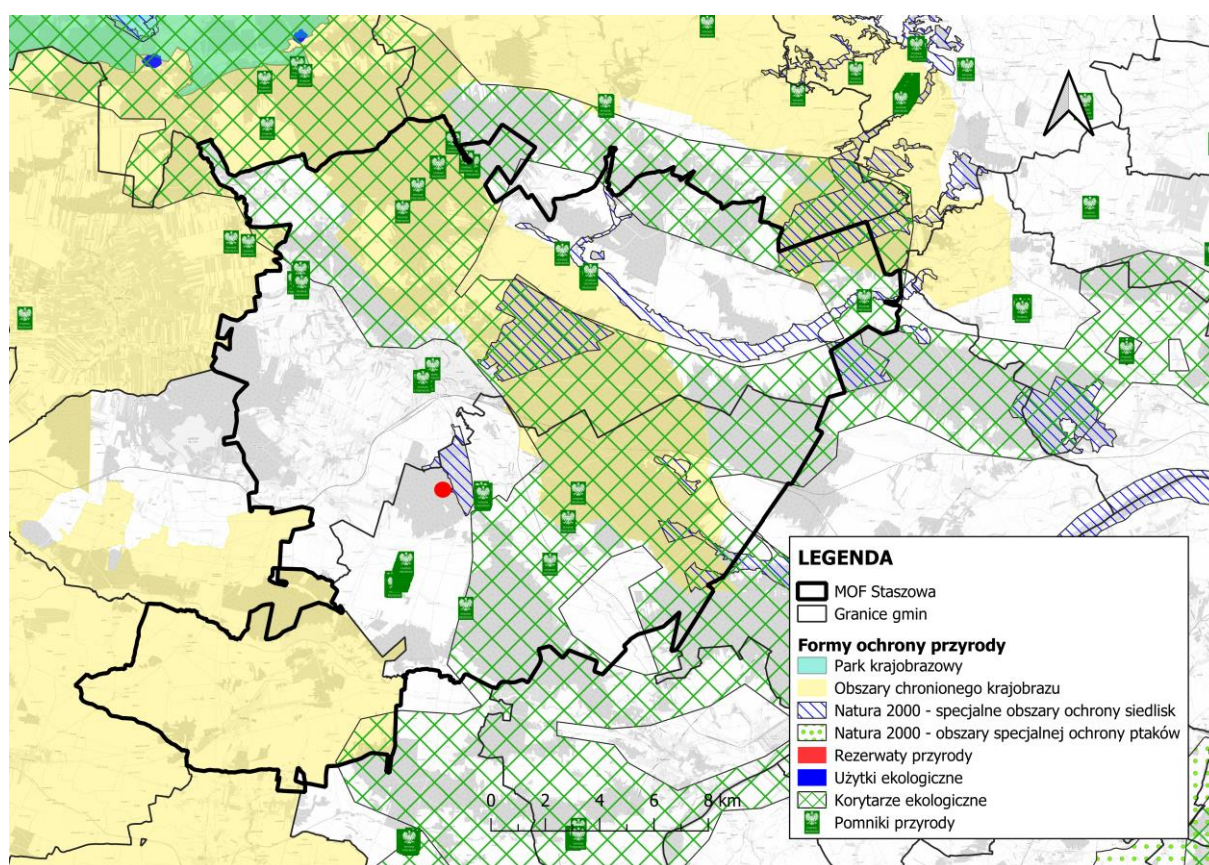 LEGENDA
MOF Staszowa
Granice gmin
Formy ochrony przyrody
Park krajobrazowy
Obszary chronionego krajobrazu
Natura 2000 - specjalne obszary ochrony siedlisk
Natura 2000 - obszary specjalnej ochrony ptaków
Rezerwaty przyrody
Użytki ekologiczne
Korytarze ekologiczne
Pomniki przyrody
0 2 4 6 8 km